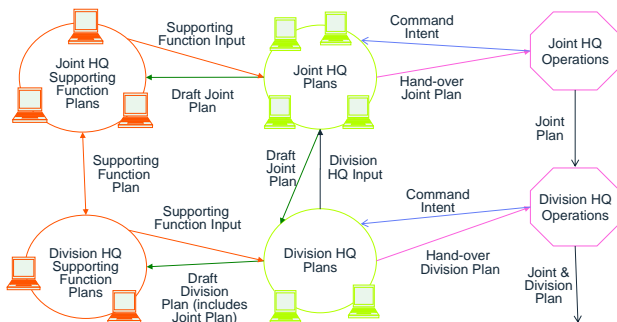 Supporting
Function Input
Command
Intent
Joint HQ
Supporting
Function
Plans
Joint HQ
Plans
Joint HQ
Operations
Draft Joint
Plan
Hand-over
Joint Plan
Joint
Plan
Supporting
Function
Plan
Draft
Joint
Plan
Division
HQ Input
Supporting
Function Input
Command
Intent
Division HQ
Operations
Division HQ
Supporting
Function
Plans
Division HQ
Plans
Hand-over
Division Plan
Draft
Division
Plan (includes
Joint Plan)
Joint &
Division
Plan